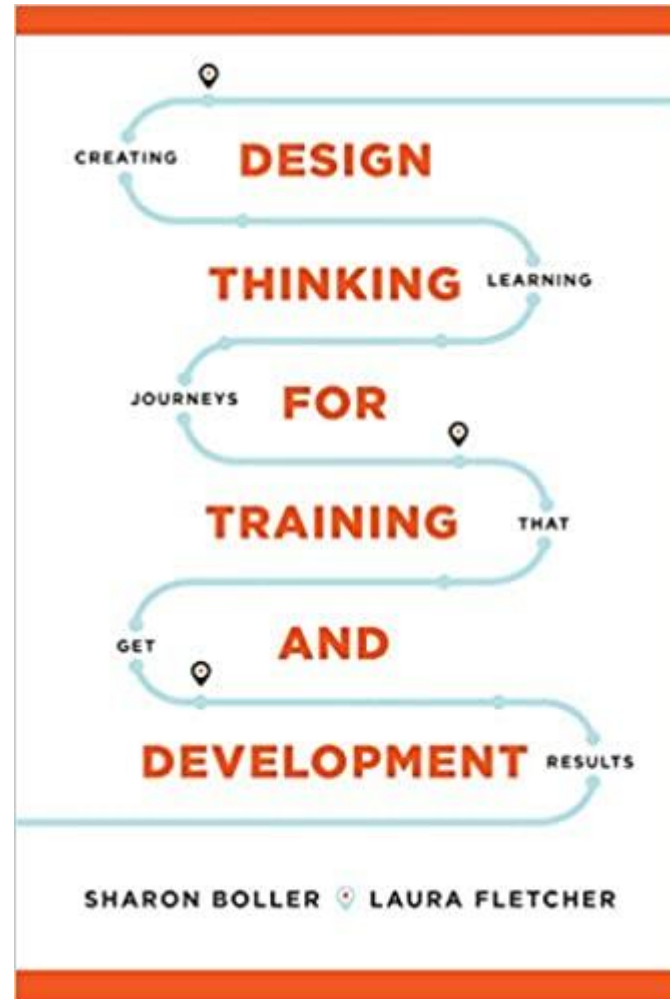 CREATING DESIGN
THINKING LEARNING
JOURNEYS FOR
TRAINING THAT
GET AND
DEVELOPMENT RESULTS
SHARON BOLLER LAURA FLETCHER